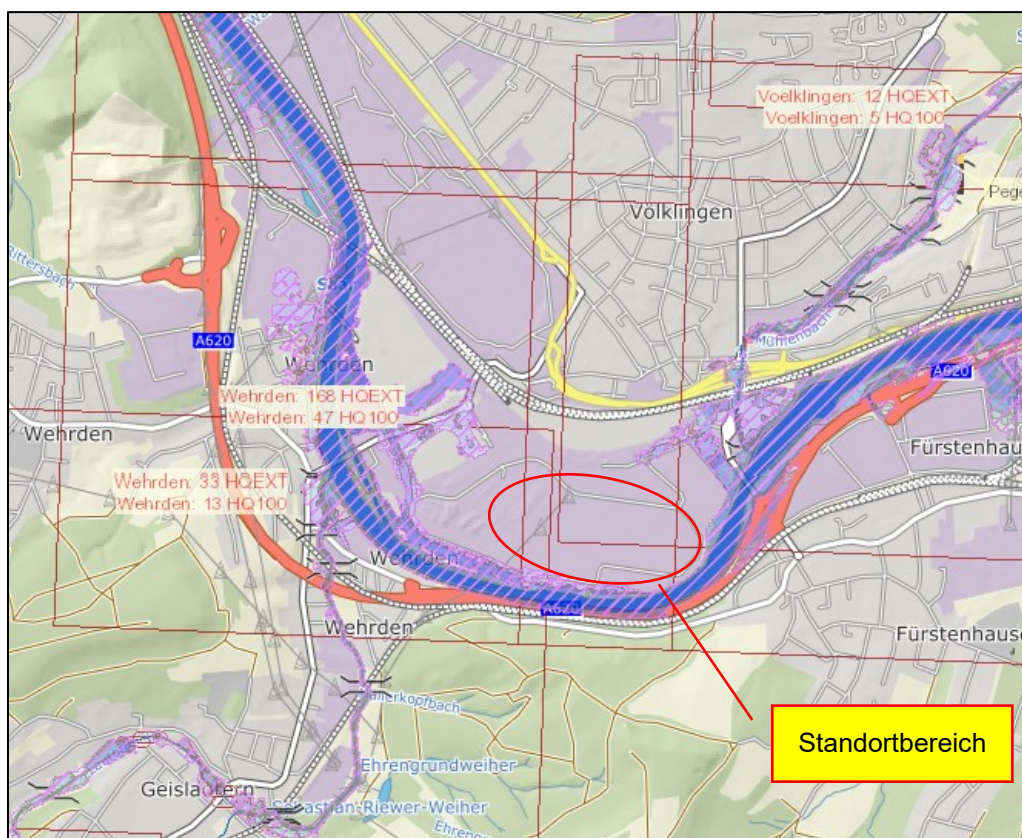 Voelklingen: 12 HQEXT
Voelklingen: 5 HQ100
Pege
Völklingen
Rittersbach
Saar
A620
Mühlenbach
A620
Wehrden
Wehrden: 168 HQEXT
Wehrden: 47 HQ100
Wehrden
Fürstenhaus
Wehrden: 33 HQEXT
Wehrden: 13 HQ100
Wehrden
A620
Wehrden
Fürstenhause
Standortbereich
Ehrengrundweiher
Geislautern
Sebastian-Riewer-Weiher
Ehren